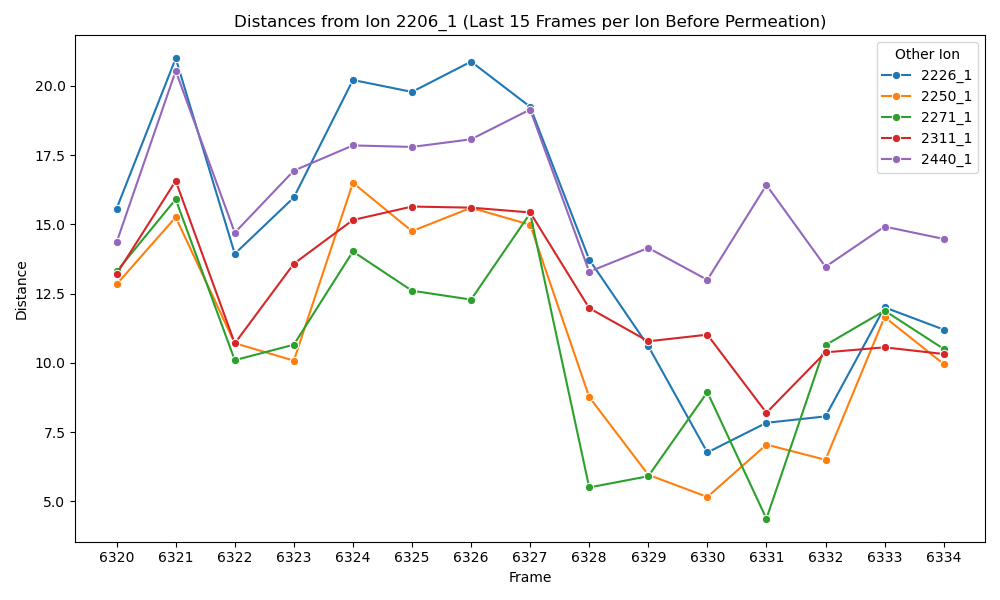 Distances from Ion 2206_1 (Last 15 Frames per Ion Before Permeation)
Other Ion
2226_1
2250_1
2271_1
2311_1
2440_1
Distance
20.0
17.5
15.0
12.5
10.0
7.5
5.0
6320 6321 6322 6323 6324 6325 6326 6327 6328 6329 6330 6331 6332 6333 6334
Frame